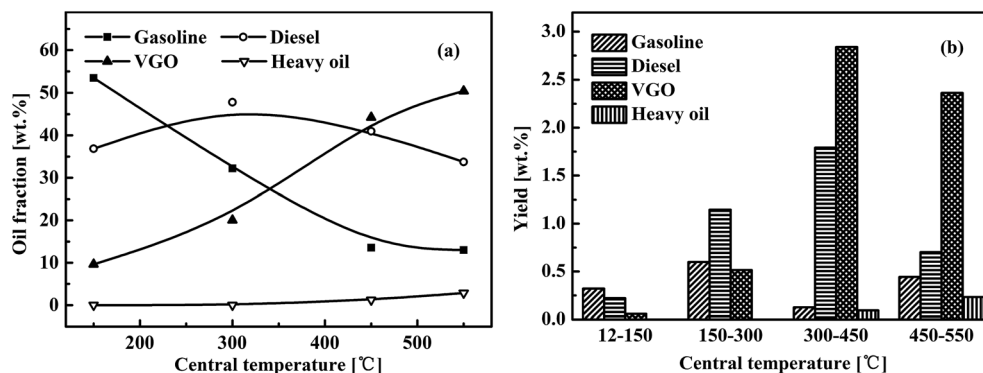 Gasoline
Diesel
VGO
Heavy oil
(a)
60
50
40
30
20
10
0
Oil fraction [wt.%]
200
300
400
500
Central temperature [℃]
Gasoline
Diesel
VGO
Heavy oil
(b)
3.0
2.5
2.0
1.5
1.0
0.5
0.0
Yield [wt.%]
12-150
150-300
300-450
450-550
Central temperature [℃]